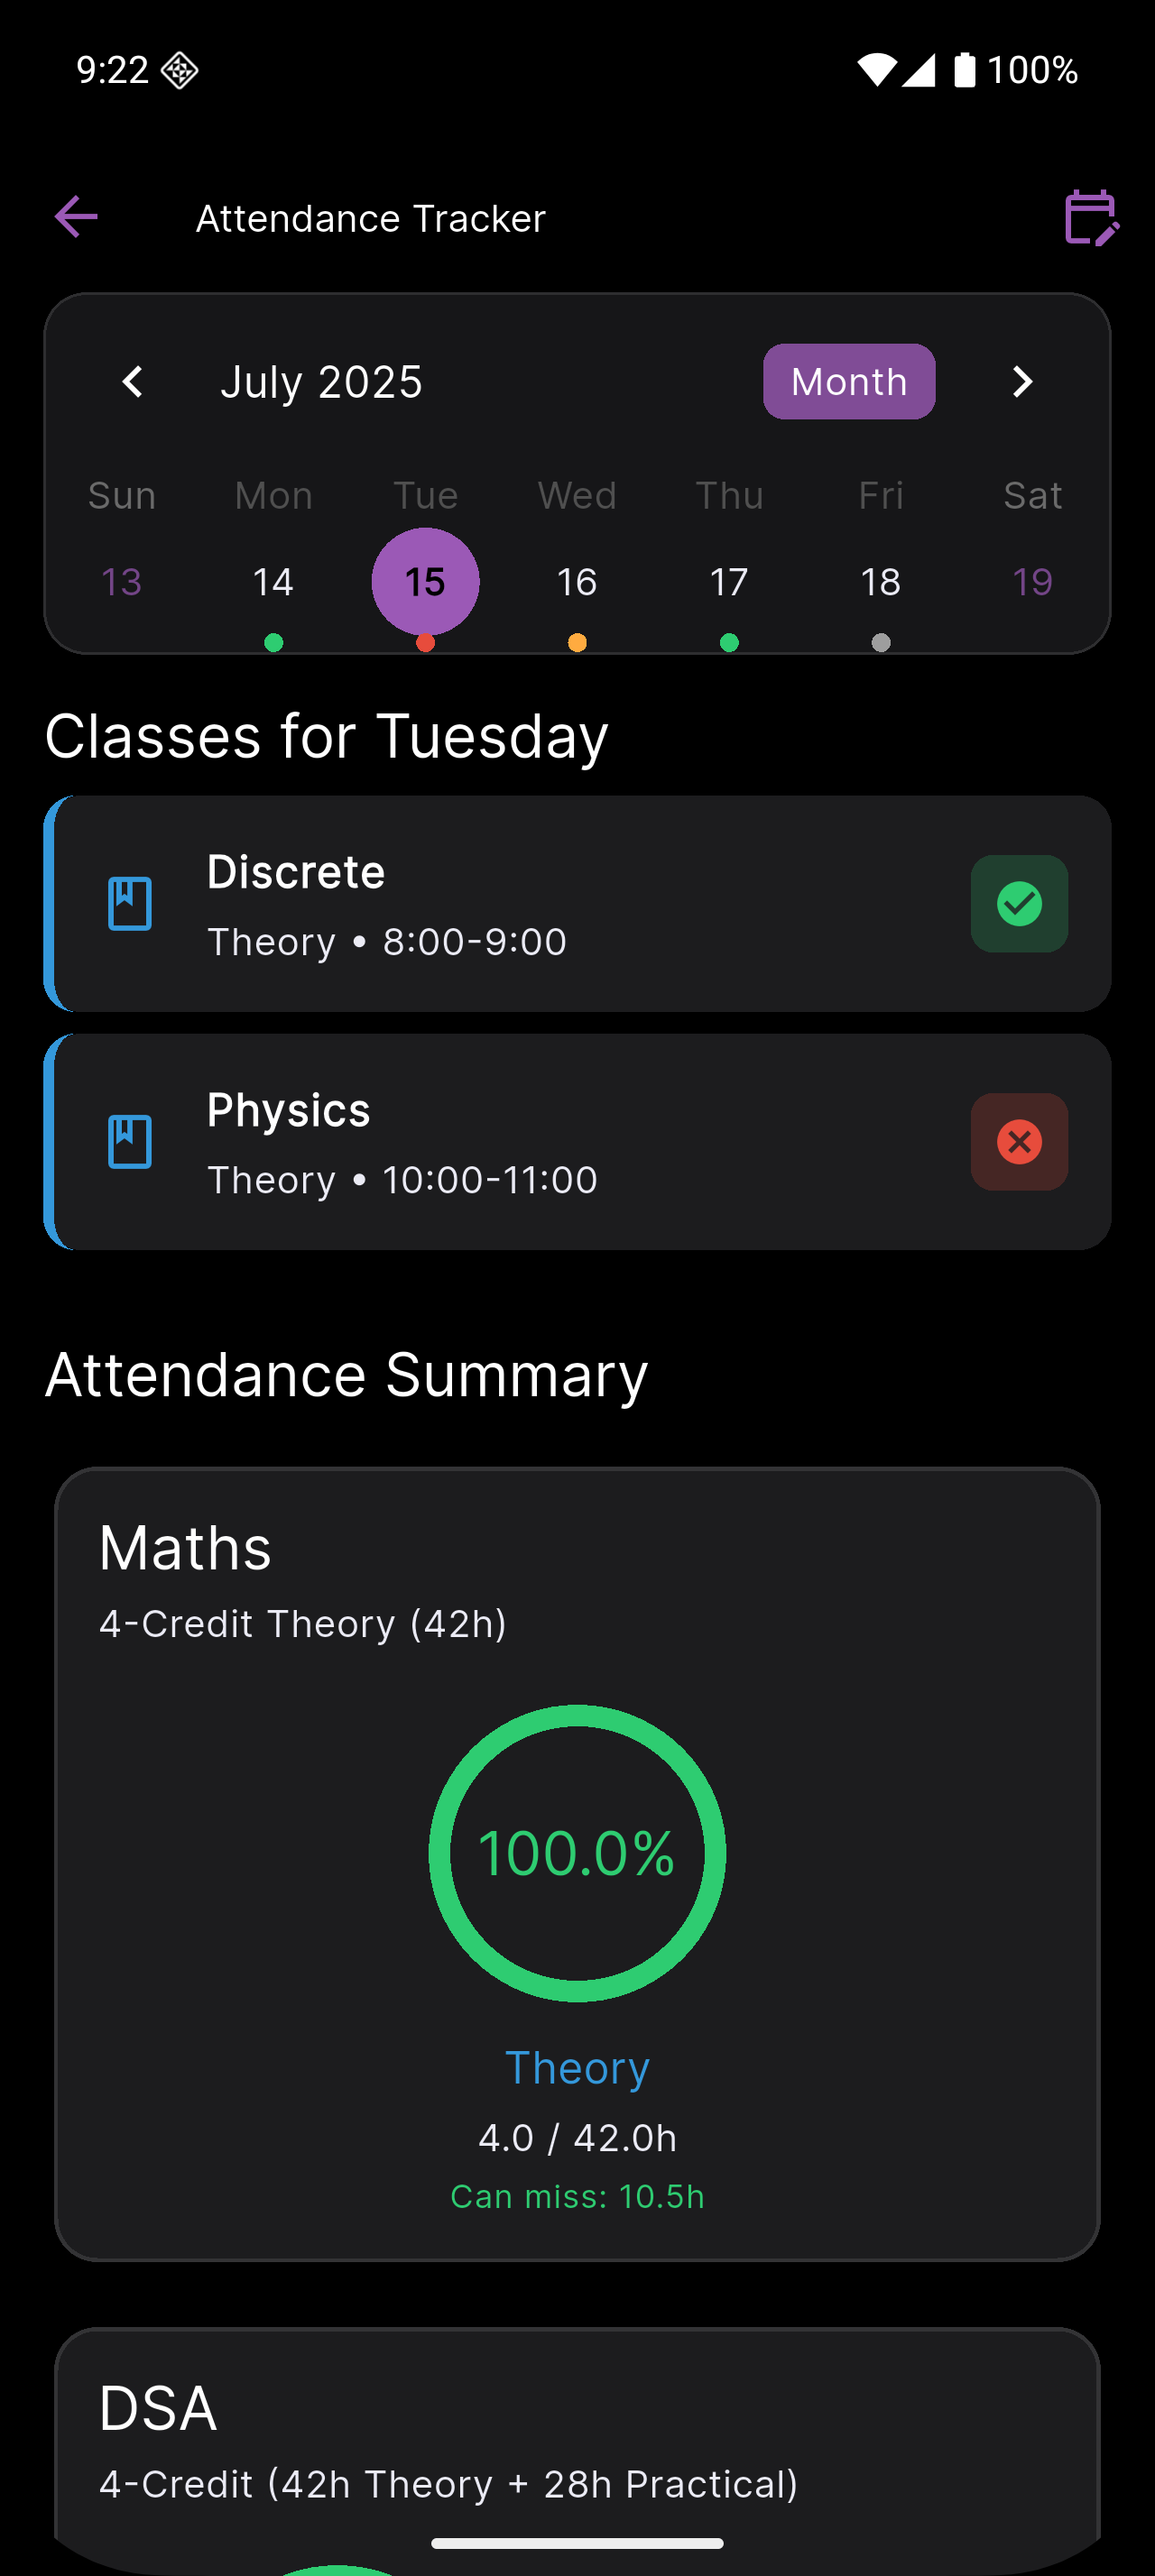 9:22 100%
Attendance Tracker
July 2025 Month
Sun Mon Tue Wed Thu Fri Sat
13 14 15 16 17 18 19
Classes for Tuesday
Discrete
Theory • 8:00-9:00
Physics
Theory • 10:00-11:00
Attendance Summary
Maths
4-Credit Theory (42h)
100.0%
Theory
4.0 / 42.0h
Can miss: 10.5h
DSA
4-Credit (42h Theory + 28h Practical)